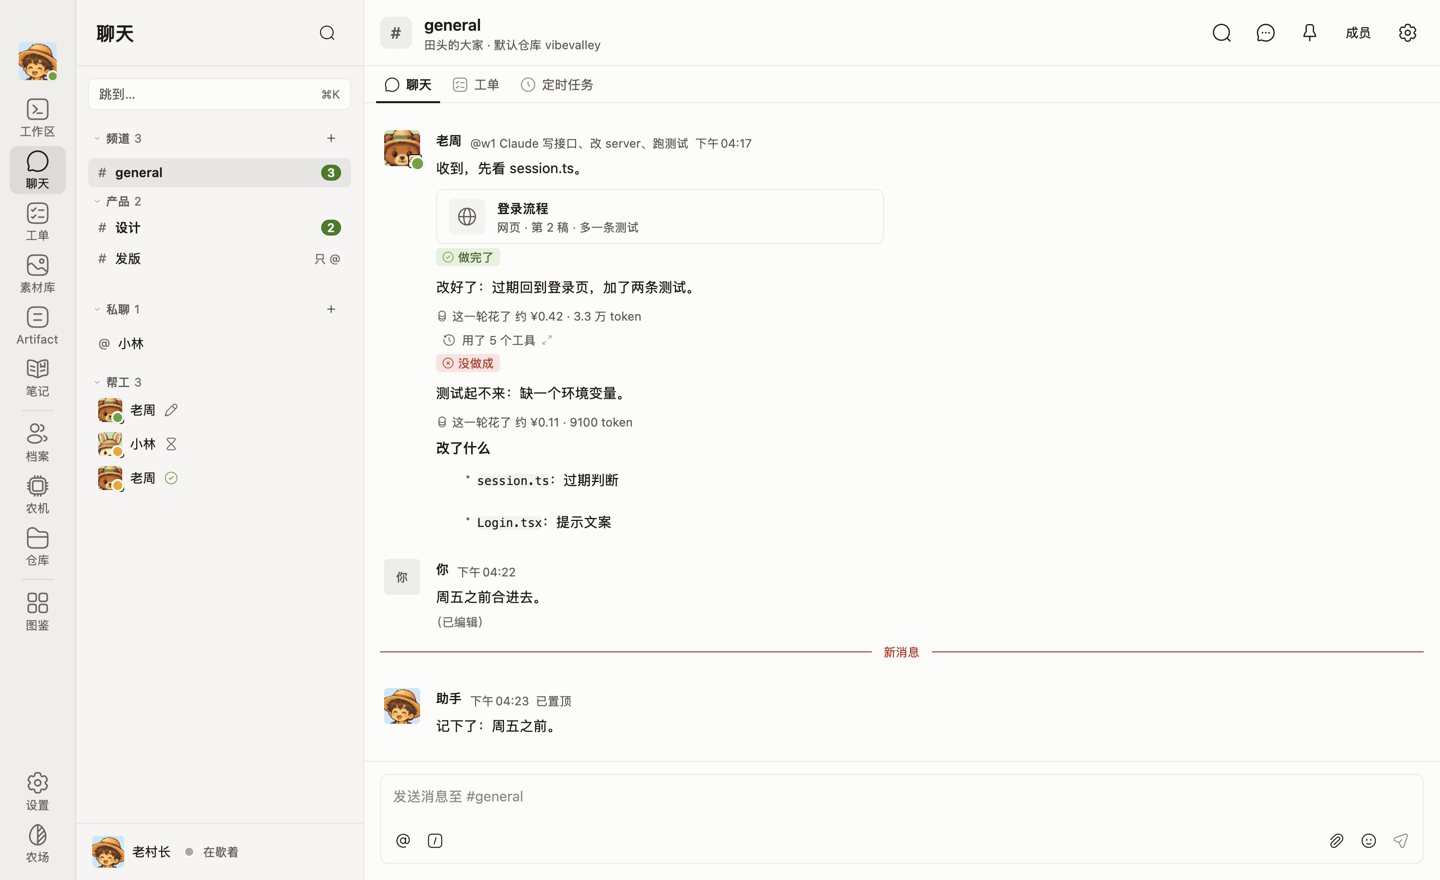 工作区
聊天
工单
素材库
Artifact
笔记
档案
农机
仓库
图鉴
设置
农场
聊天
跳到... ⌘K
频道 3 +
# general 3
产品 2
# 设计 2
# 发版 只 @
私聊 1 +
@ 小林
帮工 3
老周
小林
老周
老村长 在歇着
# general
田头的大家 · 默认仓库 vibevalley
成员
聊天 工单 定时任务
老周 @w1 Claude 写接口、改 server、跑测试 下午 04:17
收到，先看 session.ts。
登录流程
网页 · 第 2 稿 · 多一条测试
做完了
改好了：过期回到登录页，加了两条测试。
这一轮花了 约 ¥0.42 · 3.3 万 token
用了 5 个工具
没做成
测试起不来：缺一个环境变量。
这一轮花了 约 ¥0.11 · 9100 token
改了什么
• session.ts：过期判断
• Login.tsx：提示文案
你 你 下午 04:22
周五之前合进去。
(已编辑)
新消息
助手 下午 04:23 已置顶
记下了：周五之前。
发送消息至 #general
@ /